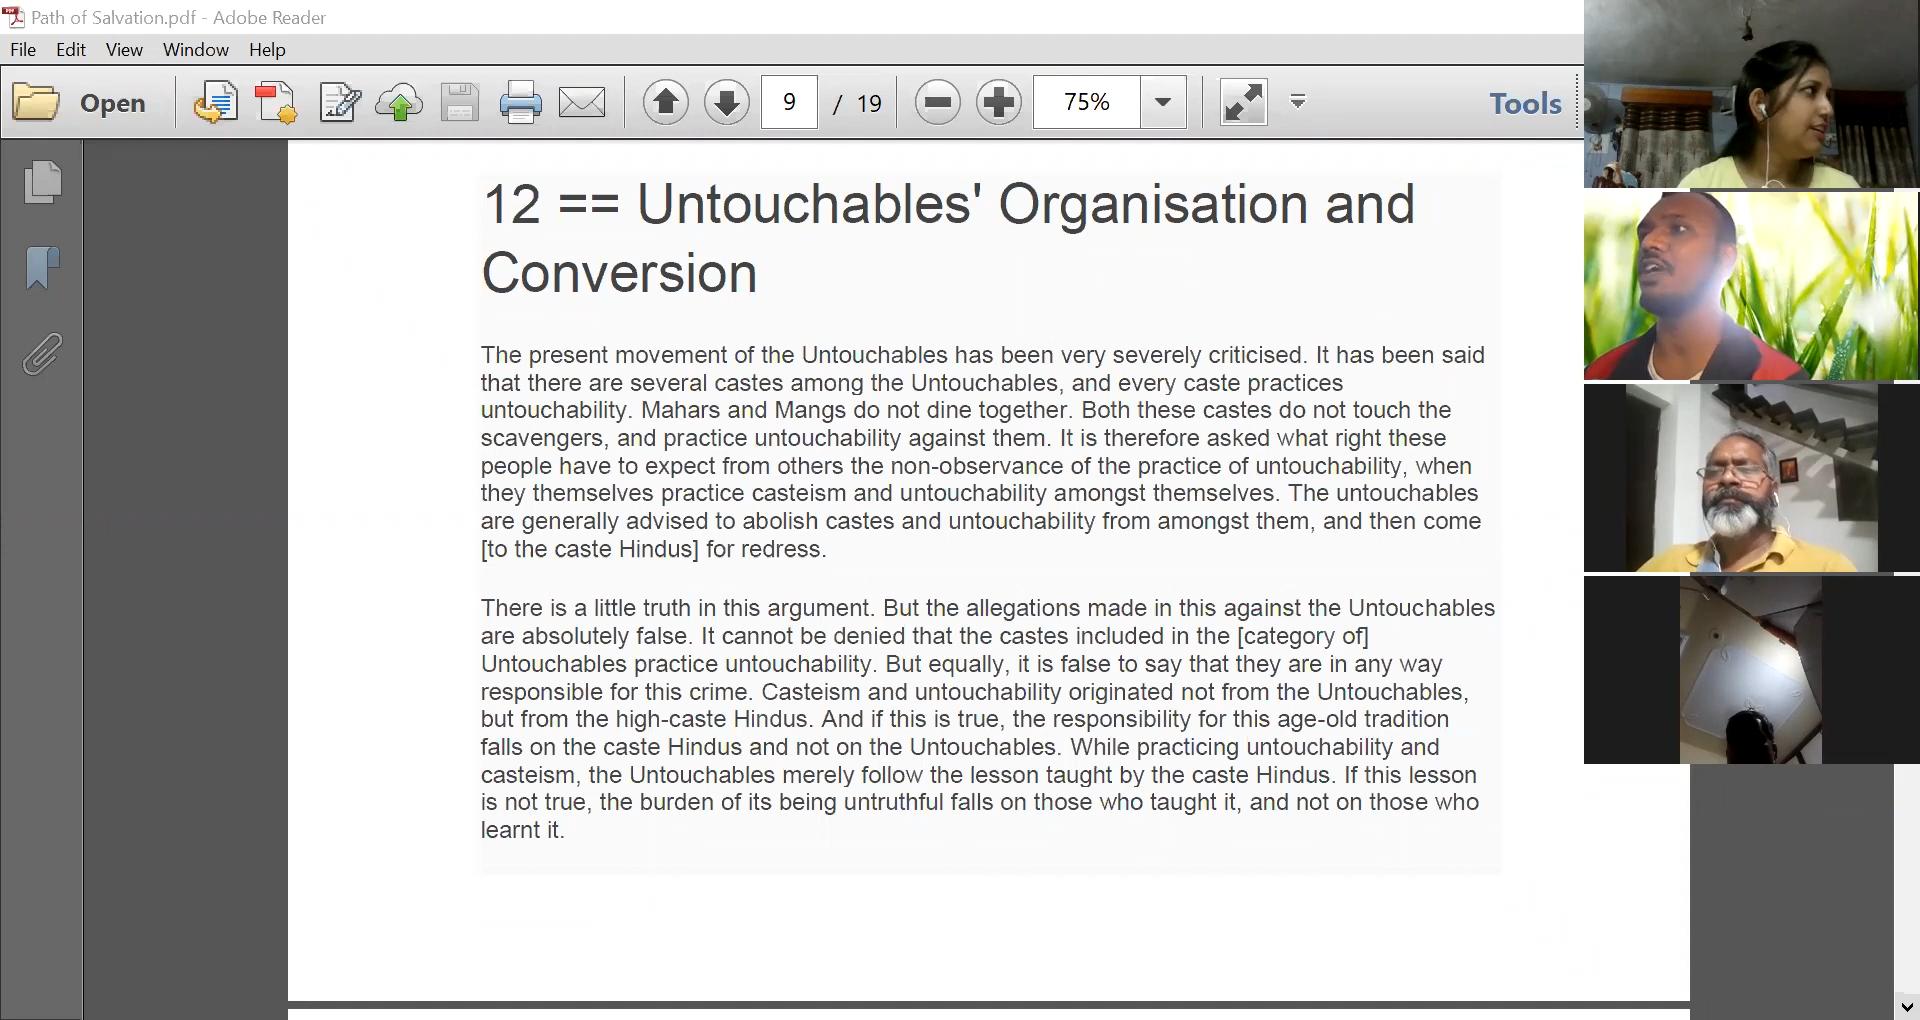 Path of Salvation.pdf - Adobe Reader
File Edit View Window Help
Open 9 / 19 75% Tools
12 == Untouchables' Organisation and
Conversion
The present movement of the Untouchables has been very severely criticised. It has been said
that there are several castes among the Untouchables, and every caste practices
untouchability. Mahars and Mangs do not dine together. Both these castes do not touch the
scavengers, and practice untouchability against them. It is therefore asked what right these
people have to expect from others the non-observance of the practice of untouchability, when
they themselves practice casteism and untouchability amongst themselves. The untouchables
are generally advised to abolish castes and untouchability from amongst them, and then come
[to the caste Hindus] for redress.
There is a little truth in this argument. But the allegations made in this against the Untouchables
are absolutely false. It cannot be denied that the castes included in the [category of]
Untouchables practice untouchability. But equally, it is false to say that they are in any way
responsible for this crime. Casteism and untouchability originated not from the Untouchables,
but from the high-caste Hindus. And if this is true, the responsibility for this age-old tradition
falls on the caste Hindus and not on the Untouchables. While practicing untouchability and
casteism, the Untouchables merely follow the lesson taught by the caste Hindus. If this lesson
is not true, the burden of its being untruthful falls on those who taught it, and not on those who
learnt it.